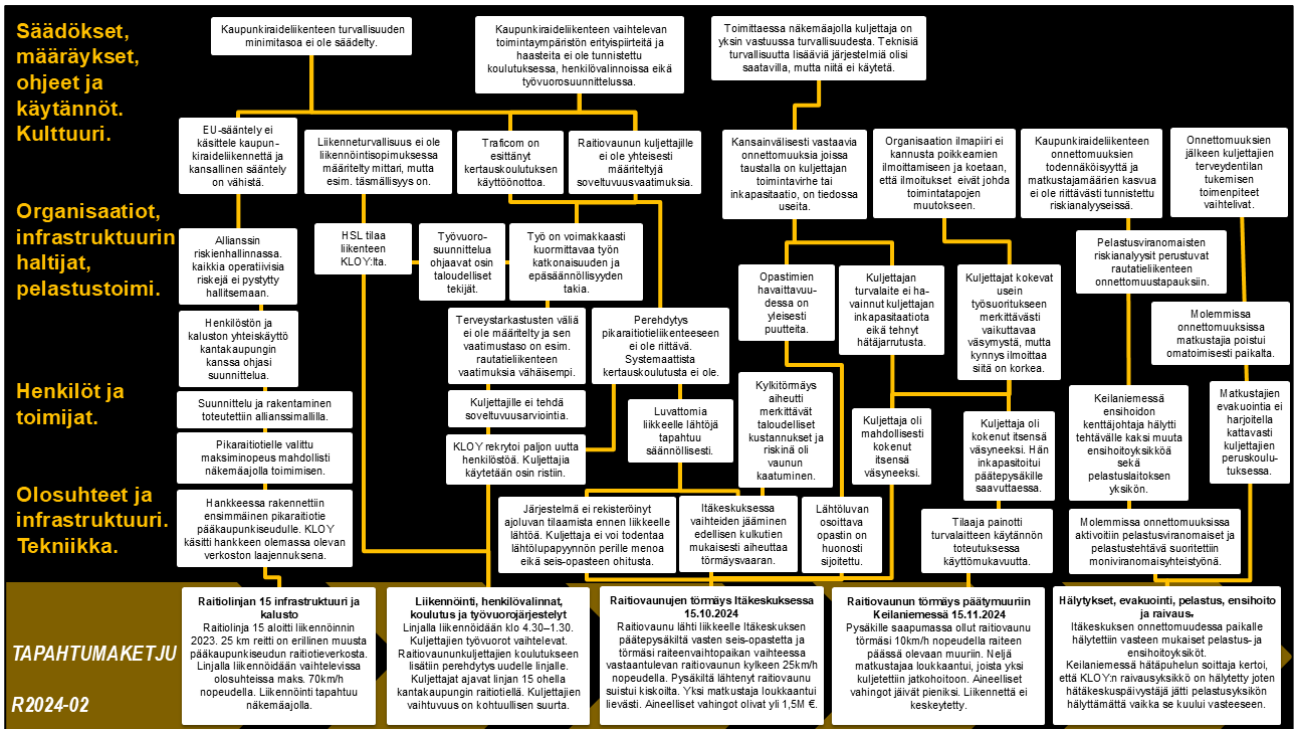 Säädökset,
määräykset,
ohjeet ja
käytännöt.
Kulttuuri.
Kaupunkiraideliikenteen turvallisuuden
minimitasoa ei ole säädelty.
Kaupunkiraideliikenteen vaihtelevan
toimintaympäristön erityispiirteitä ja
haasteita ei ole tunnistettu
koulutuksessa, henkilövalinnoissa eikä
työvuorosuunnittelussa.
Toimittaessa näkemäajolla kuljettaja on
yksin vastuussa turvallisuudesta. Teknisiä
turvallisuutta lisääviä järjestelmiä olisi
saatavilla, mutta niitä ei käytetä.
EU-sääntely ei
käsittele kaupun-
kiraideliikennettä ja
kansallinen sääntely
on vähistä.
Liikenneturvallisuus ei ole
liikennöintisopimuksessa
määritelty mittari, mutta
esim. täsmällisyys on.
Traficom on
esittänyt
kertauskoulutuksen
käyttöönottoa.
Raitiovaunun kuljettajille
ei ole yhteisesti
määriteltyjä
soveltuvuusvaatimuksia.
Kansainvälisesti vastaavia
onnettomuuksia joissa
taustalla on kuljettajan
toimintavirhe tai
inkapasitaatio, on tiedossa
useita.
Organisaation ilmapiiri ei
kannusta poikkeamien
ilmoittamiseen ja koetaan,
että ilmoitukset eivät johda
toimintatapojen
muutokseen.
Kaupunkiraideliikenteen
onnettomuuksien
todennäköisyyttä ja
matkustajamäärien kasvua
ei ole riittävästi tunnistettu
riskianalyyseissä.
Onnettomuuksien
jälkeen kuljettajien
terveydentilan
tukemisen
toimenpiteet
vaihtelivat.
Organisaatiot,
infrastruktuurin
haltijat,
pelastustoimi.
Allianssin
riskienhallinnassa.
kaikkia operatiivisia
riskejä ei pystytty
hallitsemaan.
HSL tilaa
liikenteen
KLOY:lta.
Työvuoro-
suunnittelua
ohjaavat osin
taloudelliset
tekijät.
Työ on voimakkaasti
kuormittavaa työn
katkonaisuuden ja
epäsäännöllisyyden
takia.
Opastimien
havaittavuu-
dessa on
yleisesti
puutteita.
Kuljettajan
turvalaite ei ha-
vainnut kuljettajan
inkapasitaatiota
eikä tehnyt
hätäjarrutusta.
Kuljettajat kokevat
usein
työsuoritukseen
merkittävästi
vaikuttavaa
väsymystä, mutta
kynnys ilmoittaa
siitä on korkea.
Pelastusviranomaisten
riskianalyysit perustuvat
rautatieliikenteen
onnettomuustapauksiin.
Molemmissa
onnettomuuksissa
matkustajia poistui
omatoimisesti paikalta.
Henkilöstön ja
kaluston yhteiskäyttö
kantakaupungin
kanssa ohjasi
suunnittelua.
Terveystarkastusten väliä
ei ole määritelty ja sen
vaatimustaso on esim.
rautatieliikenteen
vaatimuksia vähäisempi.
Perehdytys
pikaraitiotieliikenteeseen
ei ole riittävä.
Systemaattista
kertauskoulutusta ei ole.
Henkilöt ja
toimijat.
Suunnittelu ja rakentaminen
toteutettiin allianssimallilla.
Kuljettajille ei tehdä
soveltuvuusarviointia.
Luvattomia
liikkeelle lähtöjä
tapahtuu
säännöllisesti.
Kylkitörmäys
aiheutti
merkittävät
taloudelliset
kustannukset ja
riskinä oli
vaunun
kaatuminen.
Kuljettaja oli
mahdollisesti
kokenut
itsensä
väsyneeksi.
Kuljettaja oli
kokenut itsensä
väsyneeksi. Hän
inkapasitoitui
päätepysäkille
saavuttaessa.
Keilaniemessä
ensihoidon
kenttäjohtaja hälytti
tehtävälle kaksi muuta
ensihoitoyksikköä
sekä
pelastuslaitoksen
yksikön.
Matkustajien
evakuointia ei
harjoitella
kattavasti
kuljettajien
peruskoulu-
tuksessa.
Pikaraitiotielle valittu
maksiminopeus mahdollisti
näkemäajolla toimimisen.
KLOY rekrytoi paljon uutta
henkilöstöä. Kuljettajia
käytetään osin ristiin.
Olosuhteet ja
infrastruktuuri.
Tekniikka.
Hankkeessa rakennettiin
ensimmäinen pikaraitiotie
pääkaupunkiseudulle. KLOY
käsitti hankkeen olemassa olevan
verkoston laajennuksena.
Järjestelmä ei rekisteröinyt
ajoluvan tilaamista ennen liikkeelle
lähtöä. Kuljettaja ei voi todentaa
lähtölupapyynnön perille menoa
eikä seis-opasteen ohitusta.
Itäkeskuksessa
vaihteiden jääminen
edellisen kulkutien
mukaisesti aiheuttaa
törmäysvaaran.
Lähtöluvan
osoittava
opastin on
huonosti
sijoitettu.
Tilaaja painotti
turvalaitteen käytännön
toteutuksessa
käyttömukavuutta.
Molemmissa onnettomuuksissa
aktivoitiin pelastusviranomaiset ja
pelastustehtävä suoritettiin
moniviranomaisyhteistyönä.
TAPAHTUMAKETJU
R2024-02
Raitiolinjan 15 infrastruktuuri ja
kalusto
Raitiolinja 15 aloitti liikennöinnin
2023. 25 km reitti on erillinen muusta
pääkaupunkiseudun raitiotieverkosta.
Linjalla liikennöidään vaihtelevissa
olosuhteissa maks. 70km/h
nopeudella. Liikennöinti tapahtuu
näkemäajolla.
Liikennöinti, henkilövalinnat,
koulutus ja työvuorojärjestelyt
Linjalla liikennöidään klo 4.30–1.30.
Kuljettajien työvuorot vaihtelevat.
Raitiovaununkuljettajien koulutukseen
lisätiin perehdytys uudelle linjalle.
Kuljettajat ajavat linjan 15 ohella
kantakaupungin raitiotiellä. Kuljettajien
vaihtuvuus on kohtuullisen suurta.
Raitiovaunujen törmäys Itäkeskuksessa
15.10.2024
Raitiovaunu lähti liikkeelle Itäkeskuksen
päätepysäkiltä vasten seis-opastetta ja
törmäsi raiteenvaihtopaikan vaihteessa
vastaantulevan raitiovaunun kylkeen 25km/h
nopeudella. Pysäkiltä lähtenyt raitiovaunu
suistui kiskoilta. Yksi matkustaja loukkaantui
lievästi. Aineelliset vahingot olivat yli 1,5M €.
Raitiovaunun törmäys päätymuuriin
Keilaniemessä 15.11.2024
Pysäkille saapumassa ollut raitiovaunu
törmäsi 10km/h nopeudella raiteen
päässä olevaan muuriin. Neljä
matkustajaa loukkaantui, joista yksi
kuljetettiin jatkohoitoon. Aineelliset
vahingot jäivät pieniksi. Liikennettä ei
keskeytetty.
Hälytykset, evakuointi, pelastus, ensihoito
ja raivaus.
Itäkeskuksen onnettomuudessa paikalle
hälytettiin vasteen mukaiset pelastus- ja
ensihoitoyksiköt.
Keilaniemessä hätäpuhelun soittaja kertoi,
että KLOY:n raivausyksikkö on hälytetty joten
hätäkeskuspäivystäjä jätti pelastusyksikön
hälyttämättä vaikka se kuului vasteeseen.